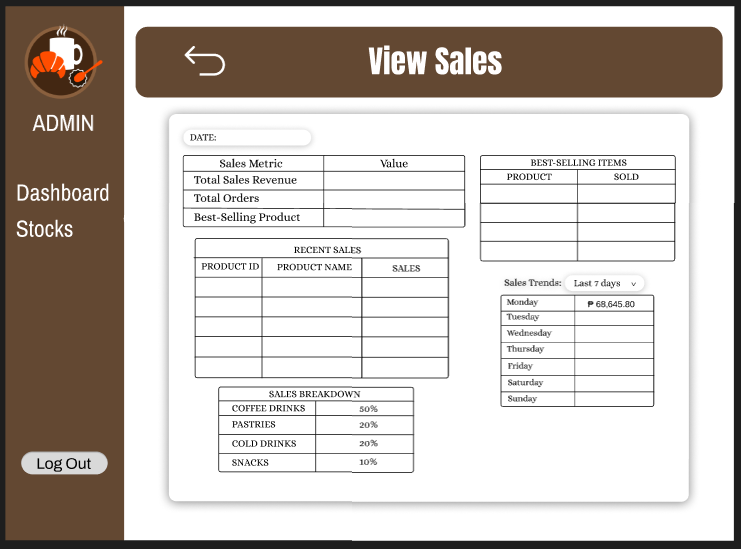 View Sales
ADMIN
Dashboard
Stocks
Log Out
DATE:
Sales Metric Value
Total Sales Revenue
Total Orders
Best-Selling Product
BEST-SELLING ITEMS
PRODUCT SOLD
RECENT SALES
PRODUCT ID PRODUCT NAME SALES
Sales Trends: Last 7 days
Monday ₱ 68,645.80
Tuesday
Wednesday
Thursday
Friday
Saturday
Sunday
SALES BREAKDOWN
COFFEE DRINKS 50%
PASTRIES 20%
COLD DRINKS 20%
SNACKS 10%